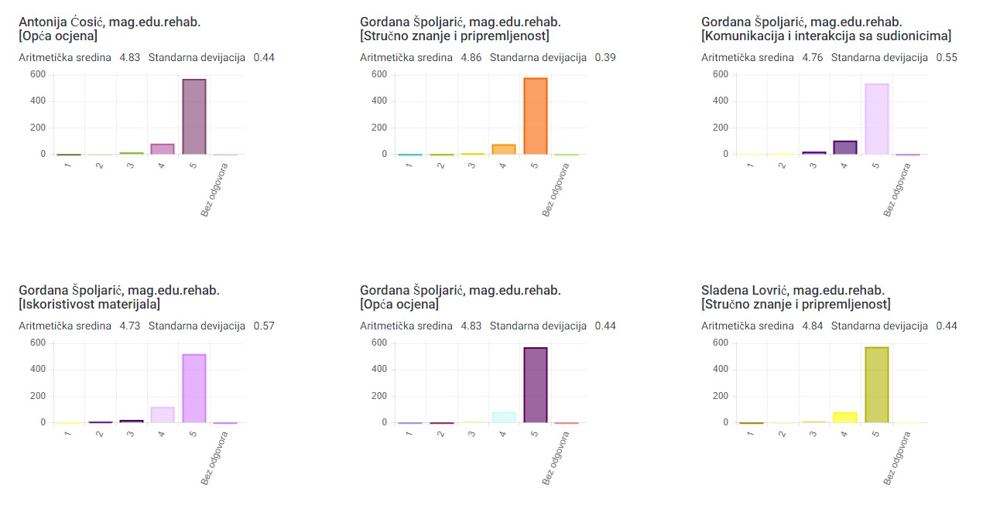 Antonija Ćosić, mag.edu.rehab.
[Opća ocjena]
Aritmetička sredina 4.83 Standarna devijacija 0.44
600
400
200
0
1
2
3
4
5
Bez odgovora
Gordana Špoljarić, mag.edu.rehab.
[Stručno znanje i pripremljenost]
Aritmetička sredina 4.86 Standarna devijacija 0.39
600
400
200
0
1
2
3
4
5
Bez odgovora
Gordana Špoljarić, mag.edu.rehab.
[Komunikacija i interakcija sa sudionicima]
Aritmetička sredina 4.76 Standarna devijacija 0.55
600
400
200
0
1
2
3
4
5
Bez odgovora
Gordana Špoljarić, mag.edu.rehab.
[Iskoristivost materijala]
Aritmetička sredina 4.73 Standarna devijacija 0.57
600
400
200
0
1
2
3
4
5
Bez odgovora
Gordana Špoljarić, mag.edu.rehab.
[Opća ocjena]
Aritmetička sredina 4.83 Standarna devijacija 0.44
600
400
200
0
1
2
3
4
5
Bez odgovora
Sladena Lovrić, mag.edu.rehab.
[Stručno znanje i pripremljenost]
Aritmetička sredina 4.84 Standarna devijacija 0.44
600
400
200
0
1
2
3
4
5
Bez odgovora